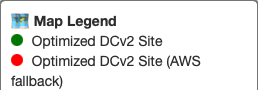 Map Legend
Optimized DCv2 Site
Optimized DCv2 Site (AWS
fallback)